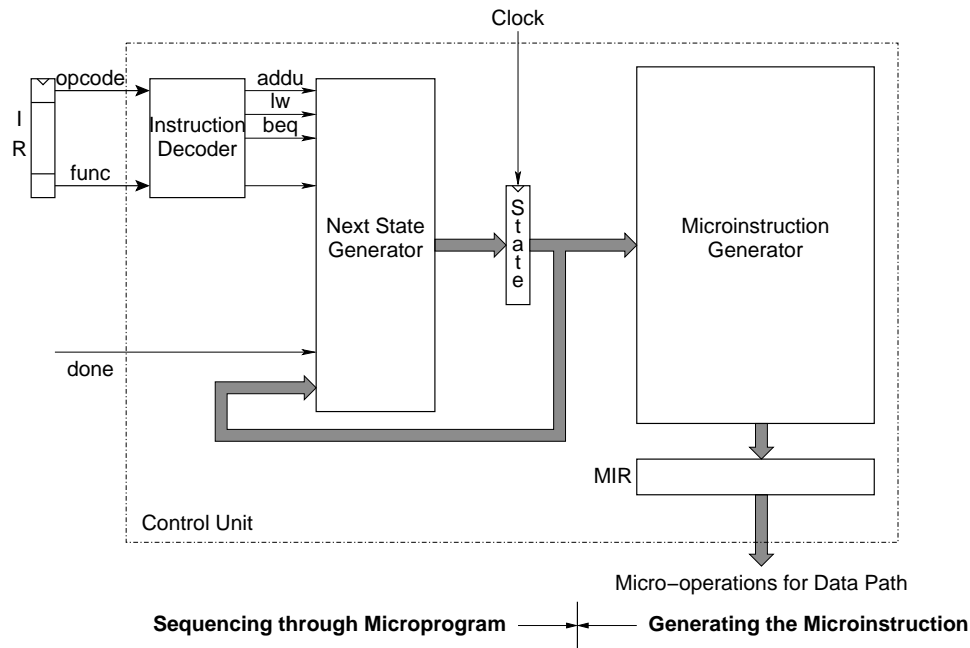 Clock
opcode
addu
lw
beq
I
R
Instruction
Decoder
func
State
Next State
Generator
Microinstruction
Generator
done
MIR
Control Unit
Micro−operations for Data Path
Sequencing through Microprogram
Generating the Microinstruction